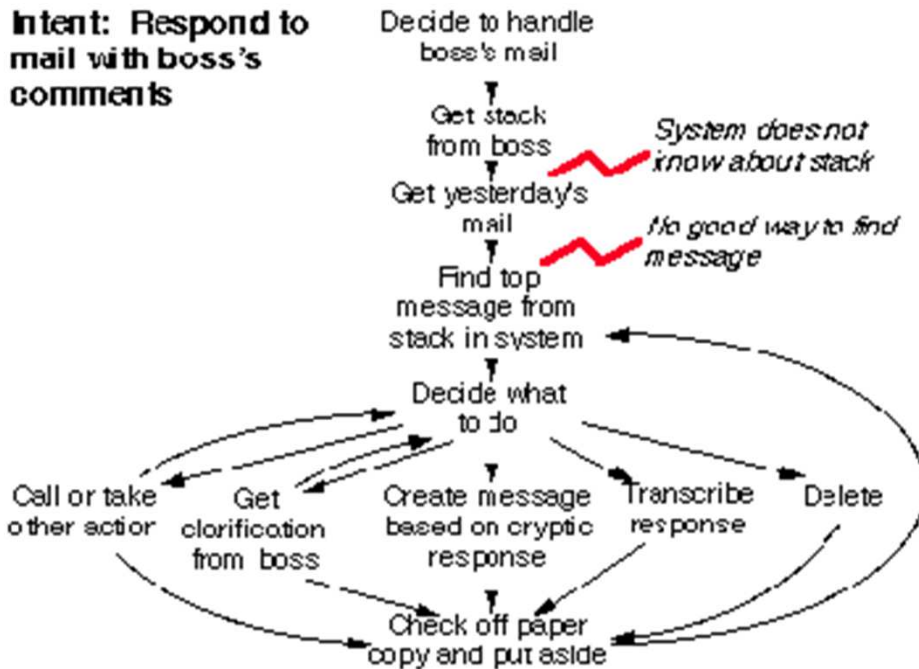 Intent: Respond to
mail with boss's
comments
Decide to handle
boss's mail
Get stack
from boss
System does not
know about stack
Get yesterday's
mail
No good way to find
message
Find top
message from
stack in system
Decide what
to do
Call or take
other action
Get
clorification
from boss
Create message
based on cryptic
response
Transcribe
response
Delete
Check off paper
copy and put aside